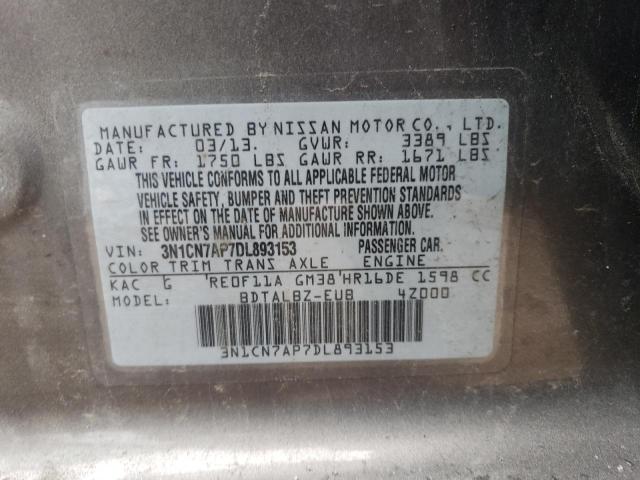 MANUFACTURED BY NISSAN MOTOR CO., LTD.
DATE: 03/13. GVWR: 3389 LBS
GAWR FR: 1750 LBS GAWR RR: 1671 LBS
THIS VEHICLE CONFORMS TO ALL APPLICABLE FEDERAL MOTOR
VEHICLE SAFETY, BUMPER AND THEFT PREVENTION STANDARDS
IN EFFECT ON THE DATE OF MANUFACTURE SHOWN ABOVE.
SEE OWNER'S MANUAL FOR ADDITIONAL INFORMATION.
VIN: 3N1CN7AP7DL893153 PASSENGER CAR.
COLOR TRIM TRANS AXLE ENGINE
KAC G 'RE0F11A GM38'HR16DE 1598 CC
MODEL: BDTALBZ-EUB 4Z000
3N1CN7AP7DL893153